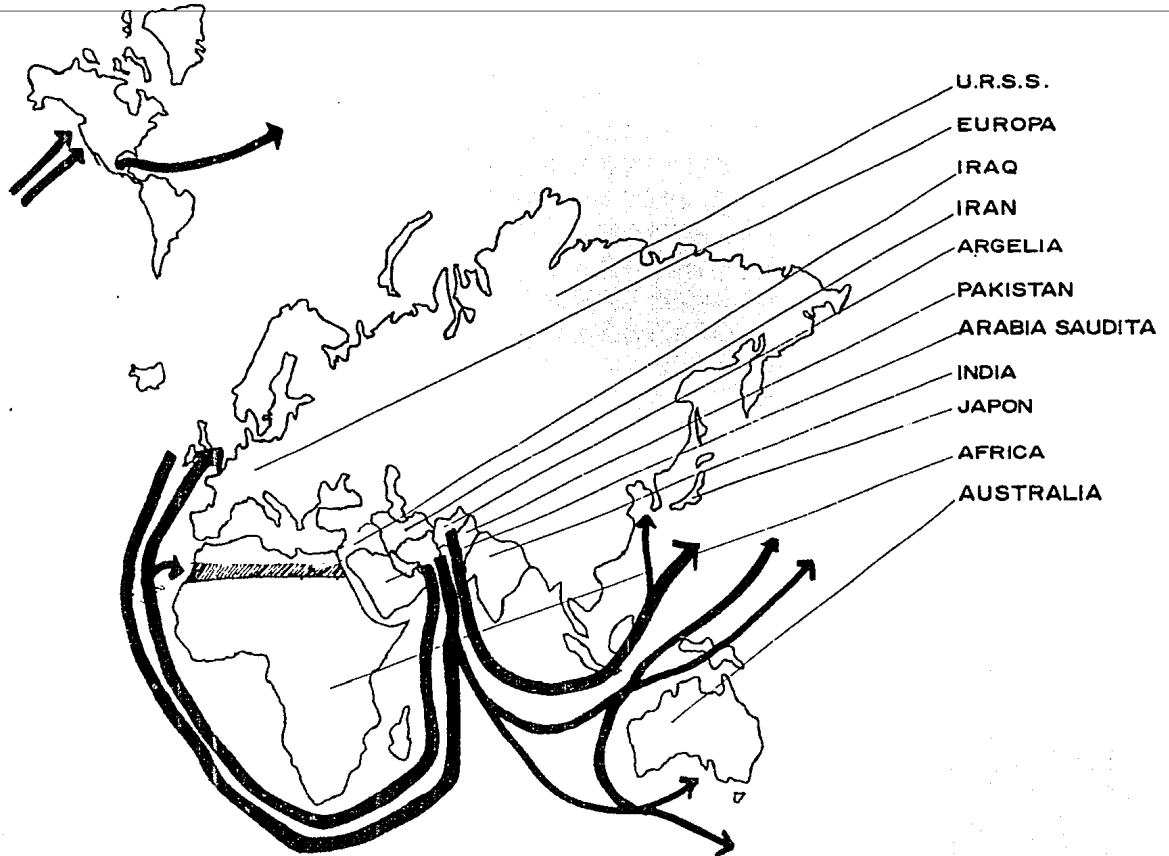 U.R.S.S.
EUROPA
IRAQ
IRAN
ARGELIA
PAKISTAN
ARABIA SAUDITA
INDIA
JAPON
AFRICA
AUSTRALIA